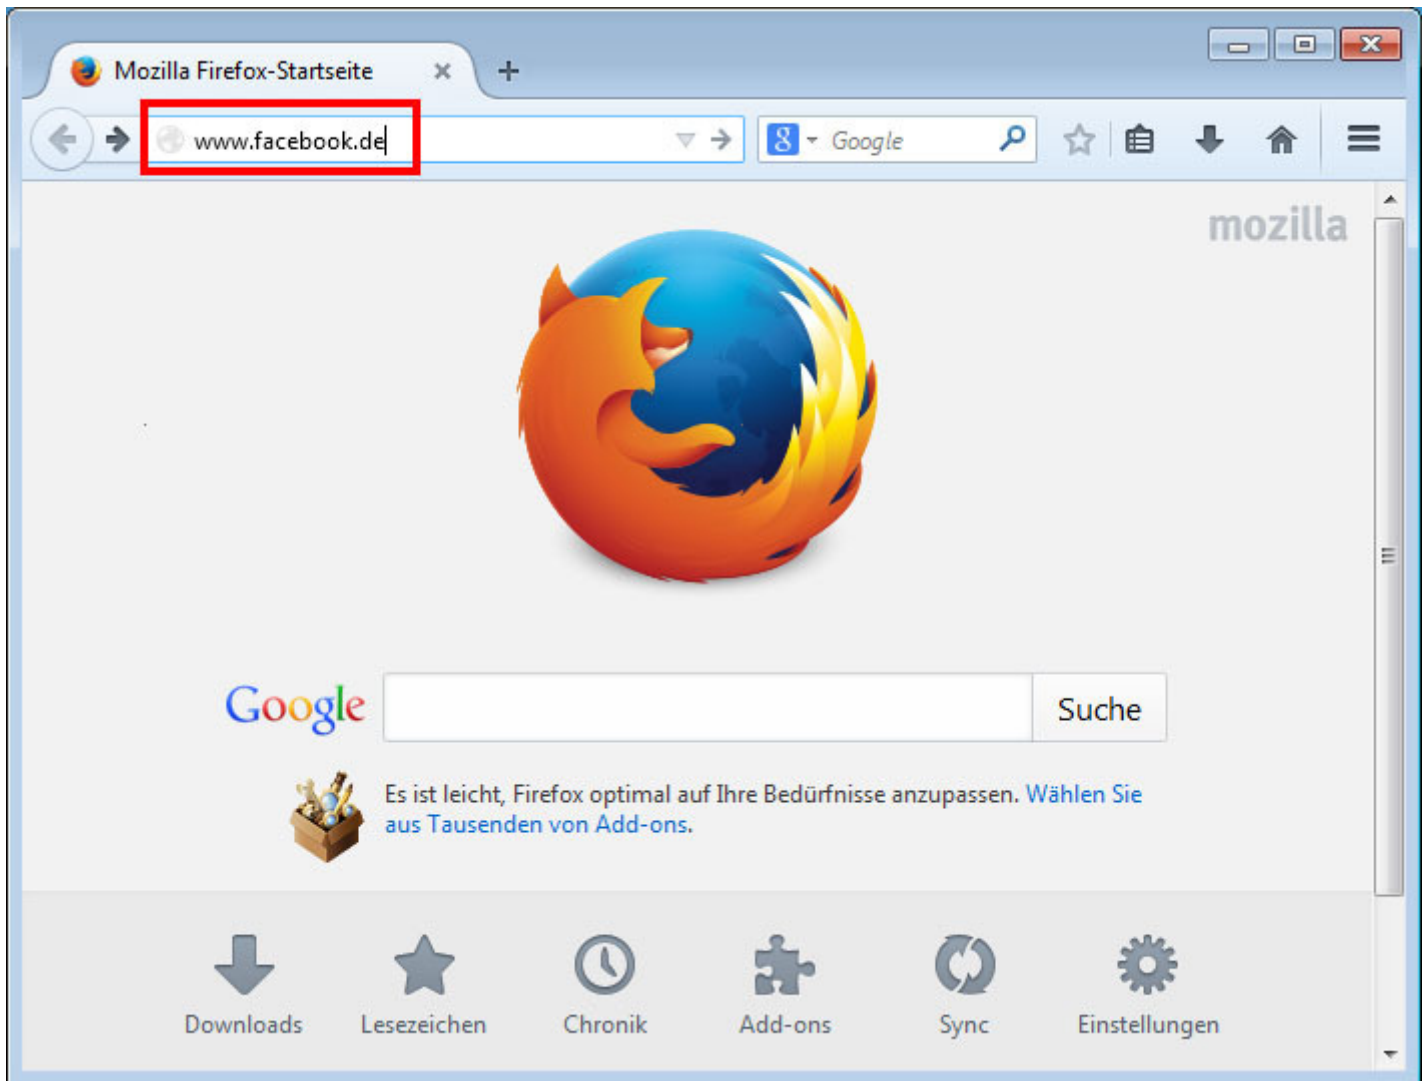 Mozilla Firefox-Startseite
www.facebook.de
Google
mozilla
Google
Suche
Es ist leicht, Firefox optimal auf Ihre Bedürfnisse anzupassen. Wählen Sie
aus Tausenden von Add-ons.
Downloads
Lesezeichen
Chronik
Add-ons
Sync
Einstellungen